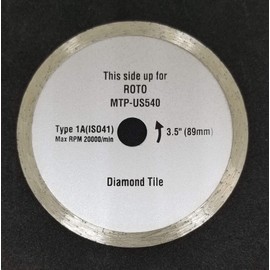 This side up for
ROTO
MTP-US540
Type 1A(ISO41)
Max RPM 20000/min
3.5" (89mm)
Diamond Tile